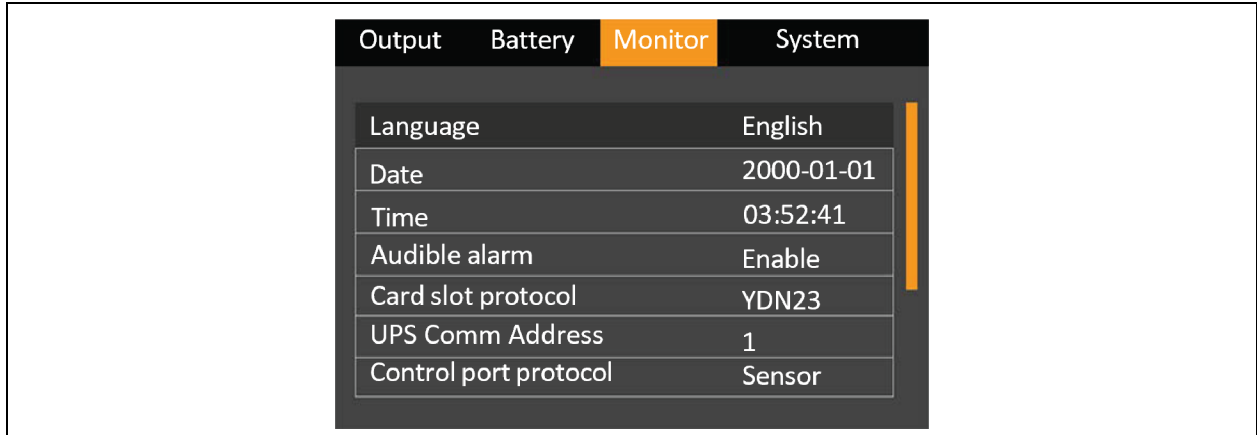 Output Battery Monitor System
Language English
Date 2000-01-01
Time 03:52:41
Audible alarm Enable
Card slot protocol YDN23
UPS Comm Address 1
Control port protocol Sensor